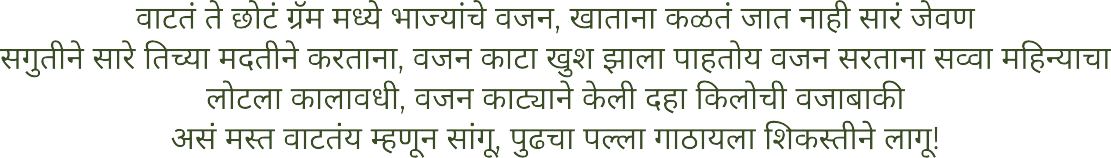 वाटतं ते छोटं ग्रॅम मध्ये भाज्यांचे वजन, खाताना कळतं जात नाही सारं जेवण
सगुतीने सारे तिच्या मदतीने करताना, वजन काटा खुश झाला पाहतोय वजन सरताना सव्वा महिन्याचा
लोटला कालावधी, वजन काट्याने केली दहा किलोची वजाबाकी
असं मस्त वाटतंय म्हणून सांगू, पुढचा पल्ला गाठायला शिकस्तीने लागू!